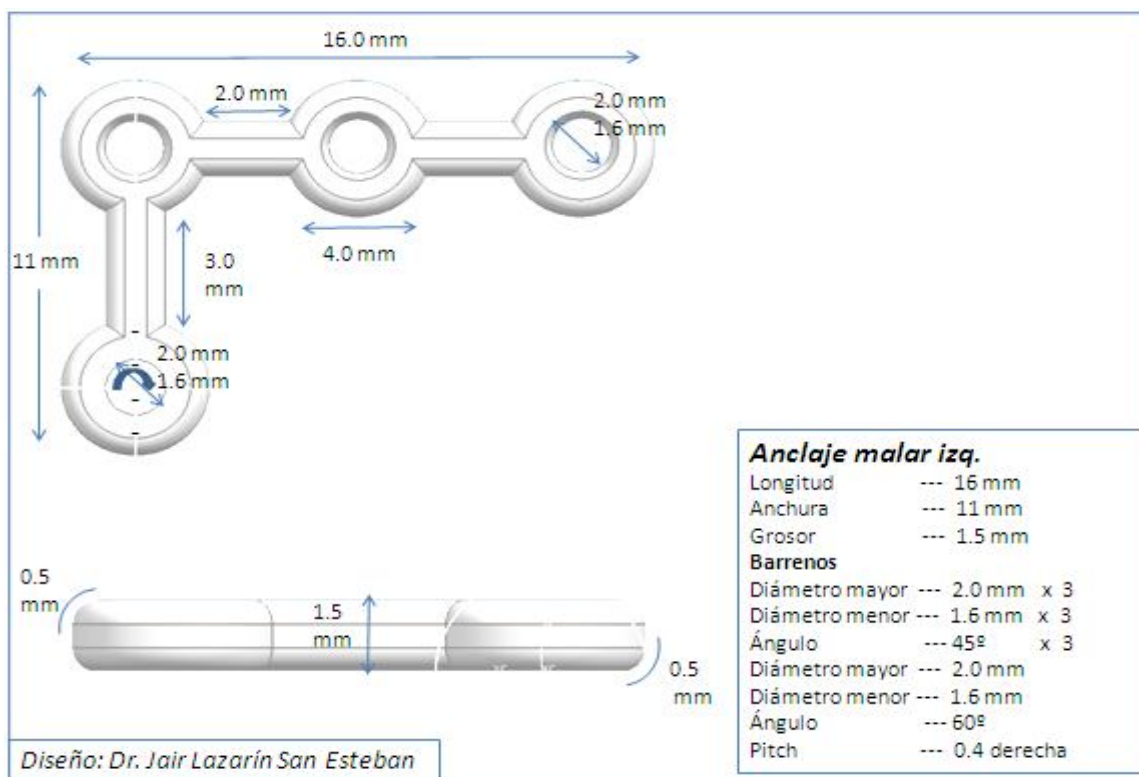 16.0 mm
2.0 mm
2.0 mm
1.6 mm
11 mm
3.0
mm
4.0 mm
2.0 mm
1.6 mm
0.5
mm
1.5
mm
0.5
mm
Anclaje malar izq.
Longitud --- 16 mm
Anchura --- 11 mm
Grosor --- 1.5 mm
Barrenos
Diámetro mayor --- 2.0 mm x 3
Diámetro menor --- 1.6 mm x 3
Ángulo --- 45º x 3
Diámetro mayor --- 2.0 mm
Diámetro menor --- 1.6 mm
Ángulo --- 60º
Pitch --- 0.4 derecha
Diseño: Dr. Jair Lazarín San Esteban